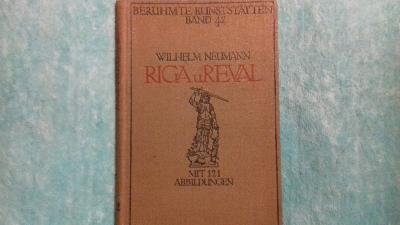 BERÜHMTE KUNSTSTÄTTEN
BAND 42
WILHELM NEUMANN
RIGA u. REVAL
MIT 121
ABBILDUNGEN